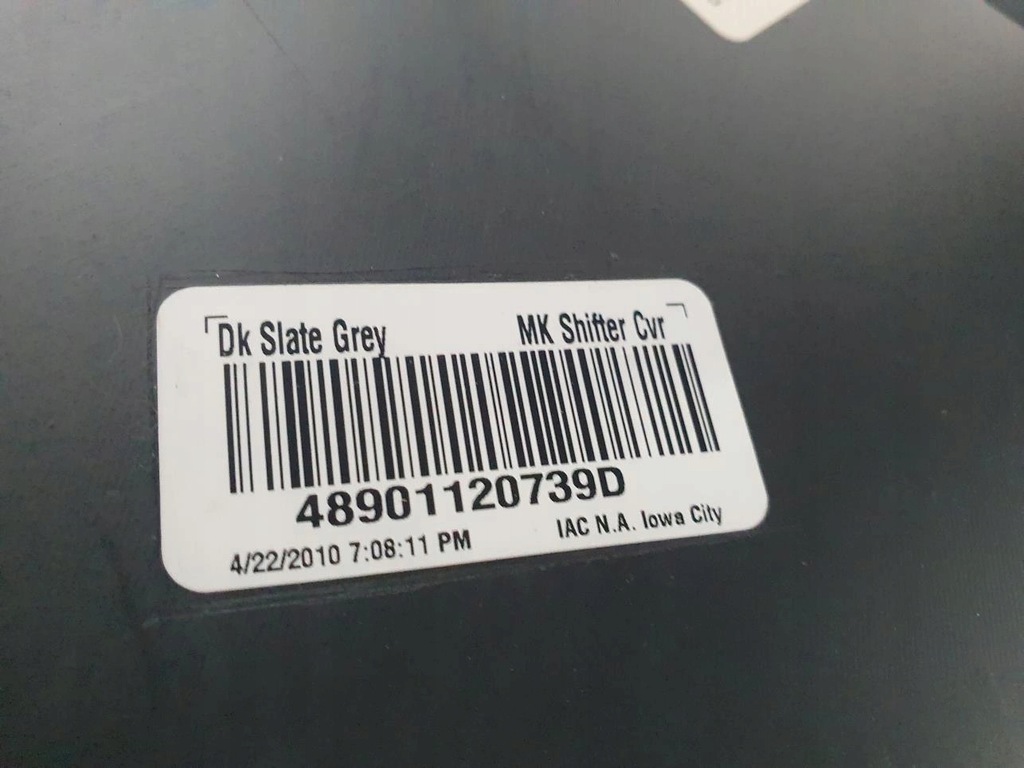 Dk Slate Grey MK Shifter Cvr
48901120739D
4/22/2010 7:08:11 PM IAC N.A. Iowa City